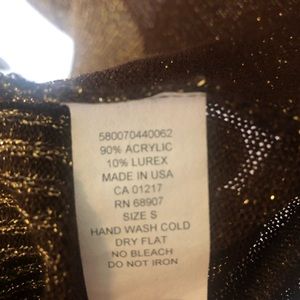 580070440062
90% ACRYLIC
10% LUREX
MADE IN USA
CA 01217
RN 68907
SIZE S
HAND WASH COLD
DRY FLAT
NO BLEACH
DO NOT IRON